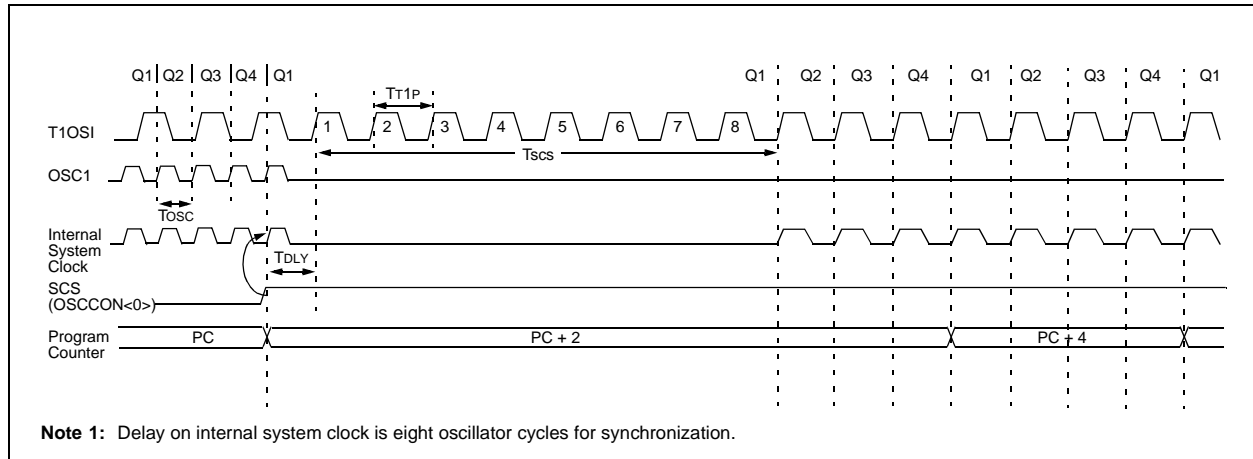 Q1 Q2 Q3 Q4 Q1 Q1 Q2 Q3 Q4 Q1 Q2 Q3 Q4 Q1
TT1P
T1OSI 1 2 3 4 5 6 7 8
TSCS
OSC1
TOSC
Internal
System
Clock
TDLY
SCS
(OSCCON<0>)
Program
Counter
PC PC + 2 PC + 4
Note 1: Delay on internal system clock is eight oscillator cycles for synchronization.